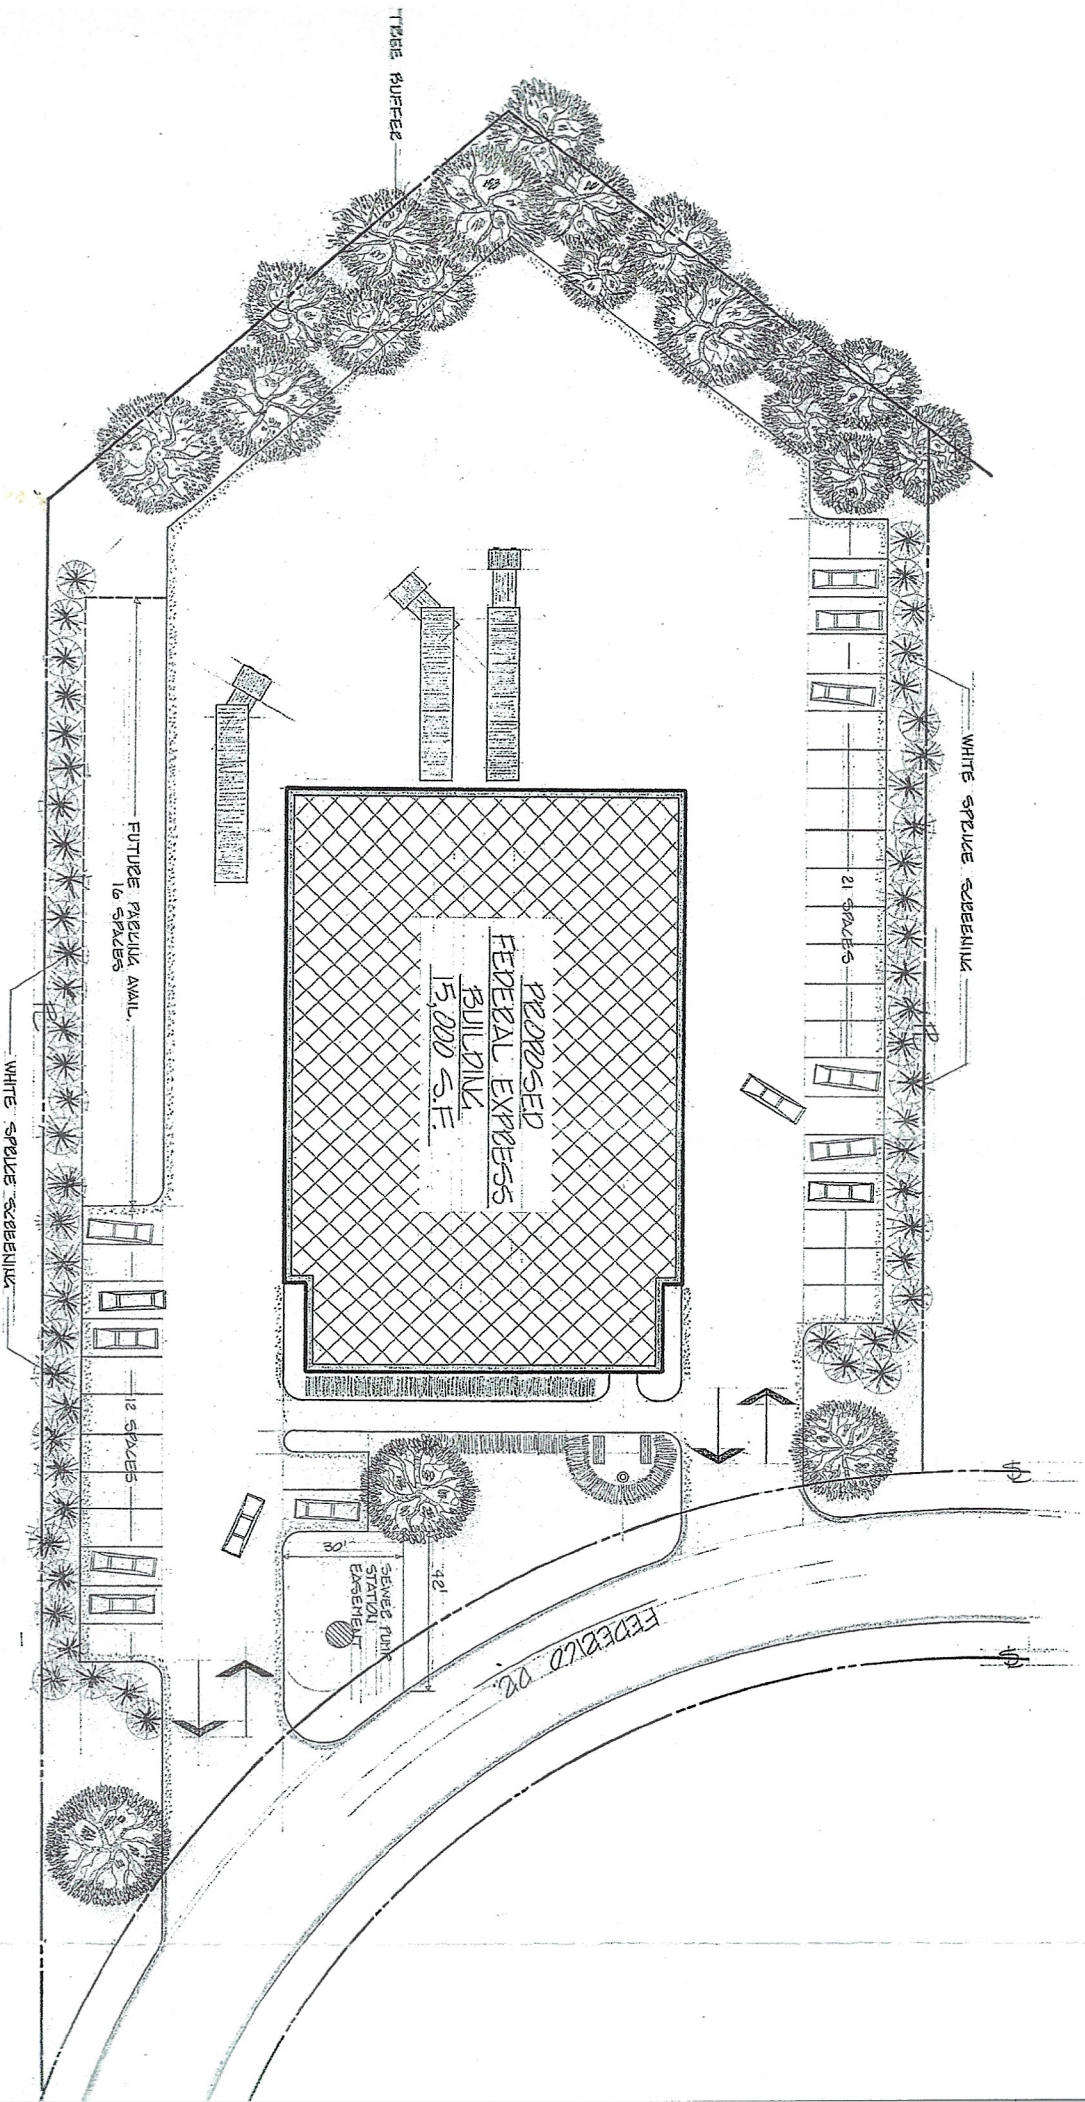 TREE BUFFER
WHITE SPRUCE SCREENING
21 SPACES
PROPOSED
FEDERAL EXPRESS
BUILDING
15,000 S.F.
FUTURE PARKING AVAIL.
16 SPACES
WHITE SPRUCE SCREENING
12 SPACES
30'
42'
SEWER PUMP
STATION
EASEMENT
FEDERICO DR.